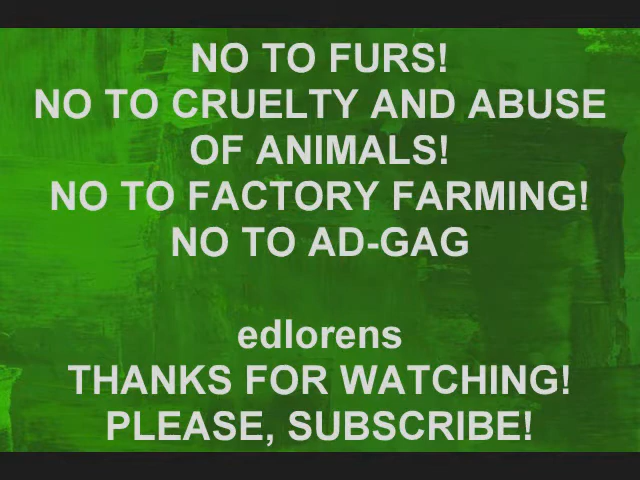 NO TO FURS!
NO TO CRUELTY AND ABUSE
OF ANIMALS!
NO TO FACTORY FARMING!
NO TO AD-GAG
edlorens
THANKS FOR WATCHING!
PLEASE, SUBSCRIBE!